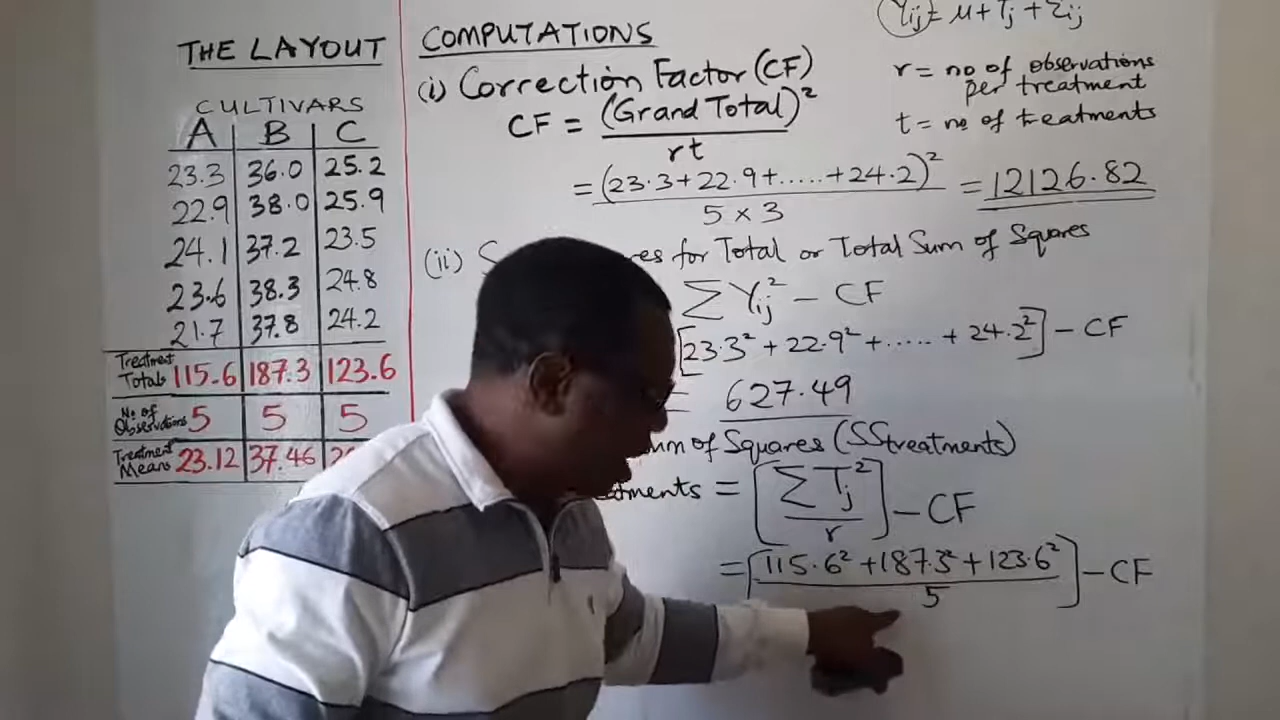 THE LAYOUT
CULTIVARS
A B C
23.3 36.0 25.2
22.9 38.0 25.9
24.1 37.2 23.5
23.6 38.3 24.8
21.7 37.8 24.2
Treatment Totals 115.6 187.3 123.6
No of Observations 5 5 5
Treatment Means 23.12 37.46
COMPUTATIONS
(i) Correction Factor (CF)
CF = (Grand Total)²
rt
= (23.3+22.9+.....+24.2)² = 12126.82
5 x 3
(ii) S res for Total or Total Sum of Squares
∑Yij² - CF
[23.3² + 22.9² + ..... + 24.2²] - CF
= 627.49
um of Squares (SStreatments)
eatments = [∑Tj² / r] - CF
= [115.6² + 187.3² + 123.6² / 5] - CF
Yij = µ + Tj + Σij
r = no of observations
per treatment
t = no of treatments